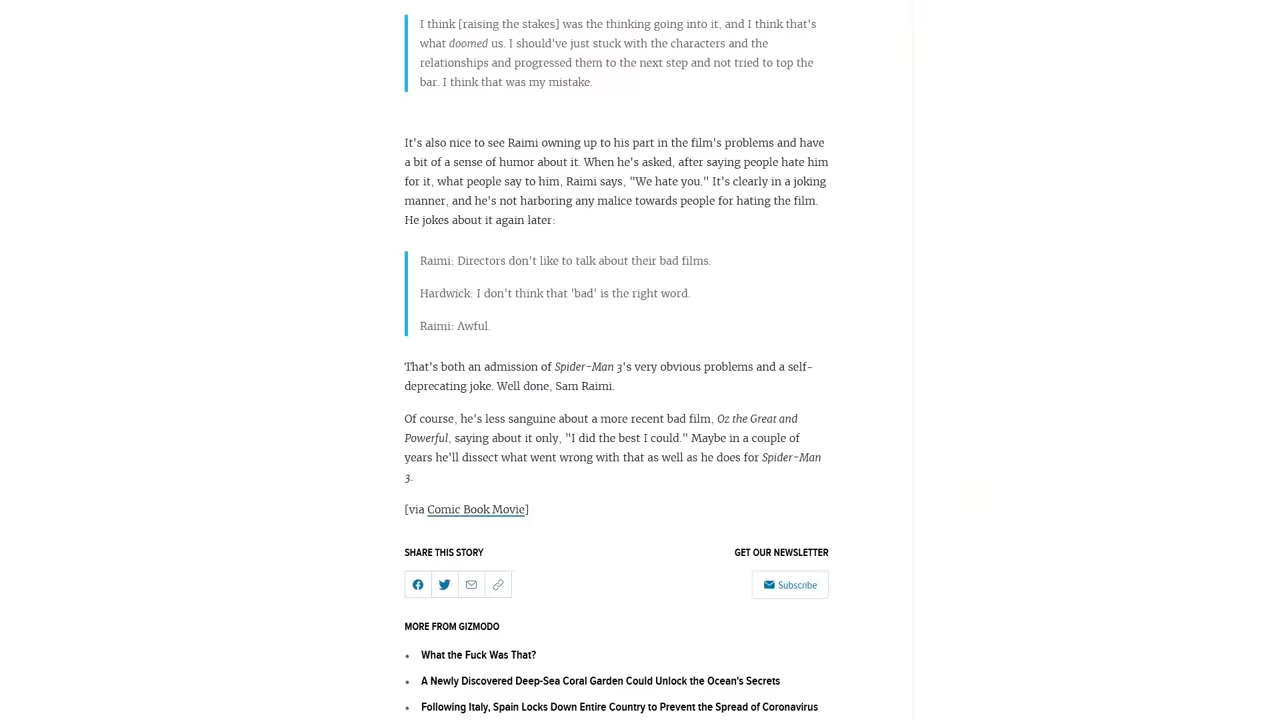 I think [raising the stakes] was the thinking going into it, and I think that's
what doomed us. I should've just stuck with the characters and the
relationships and progressed them to the next step and not tried to top the
bar. I think that was my mistake.
It's also nice to see Raimi owning up to his part in the film's problems and have
a bit of a sense of humor about it. When he's asked, after saying people hate him
for it, what people say to him, Raimi says, "We hate you." It's clearly in a joking
manner, and he's not harboring any malice towards people for hating the film.
He jokes about it again later:
Raimi: Directors don't like to talk about their bad films.
Hardwick: I don't think that 'bad' is the right word.
Raimi: Awful.
That's both an admission of Spider-Man 3's very obvious problems and a self-
deprecating joke. Well done, Sam Raimi.
Of course, he's less sanguine about a more recent bad film, Oz the Great and
Powerful, saying about it only, "I did the best I could." Maybe in a couple of
years he'll dissect what went wrong with that as well as he does for Spider-Man
3.
[via Comic Book Movie]
SHARE THIS STORY
GET OUR NEWSLETTER
Subscribe
MORE FROM GIZMODO
• What the Fuck Was That?
• A Newly Discovered Deep-Sea Coral Garden Could Unlock the Ocean's Secrets
• Following Italy, Spain Locks Down Entire Country to Prevent the Spread of Coronavirus